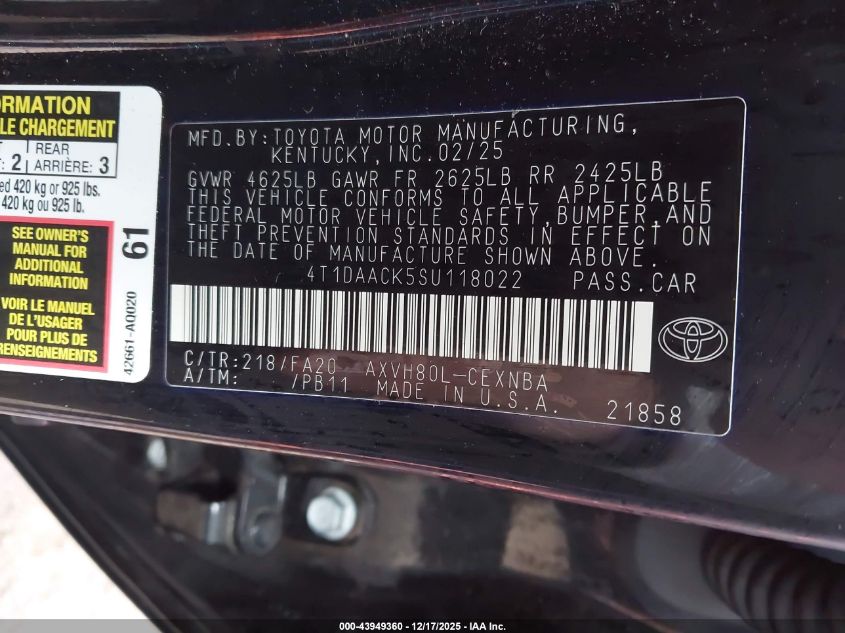 ORMATION
LE CHARGEMENT
REAR
: 2 ARRIÈRE: 3
ed 420 kg or 925 lbs.
420 kg ou 925 lb.
SEE OWNER'S
MANUAL FOR
ADDITIONAL
INFORMATION
VOIR LE MANUEL
DE L'USAGER
POUR PLUS DE
RENSEIGNEMENTS
61
42661-A0020
MFD.BY:TOYOTA MOTOR MANUFACTURING,
KENTUCKY, INC. 02/25
GVWR 4625LB GAWR FR 2625LB RR 2425LB
THIS VEHICLE CONFORMS TO ALL APPLICABLE
FEDERAL MOTOR VEHICLE SAFETY, BUMPER, AND
THEFT PREVENTION STANDARDS IN EFFECT ON
THE DATE OF MANUFACTURE SHOWN ABOVE.
4T1DAACK5SU118022 PASS.CAR
C/TR:218/FA20 AXVH80L-CEXNBA
A/TM: /PB11 MADE IN U.S.A. 21858
000-43949360 - 12/17/2025 - IAA Inc.